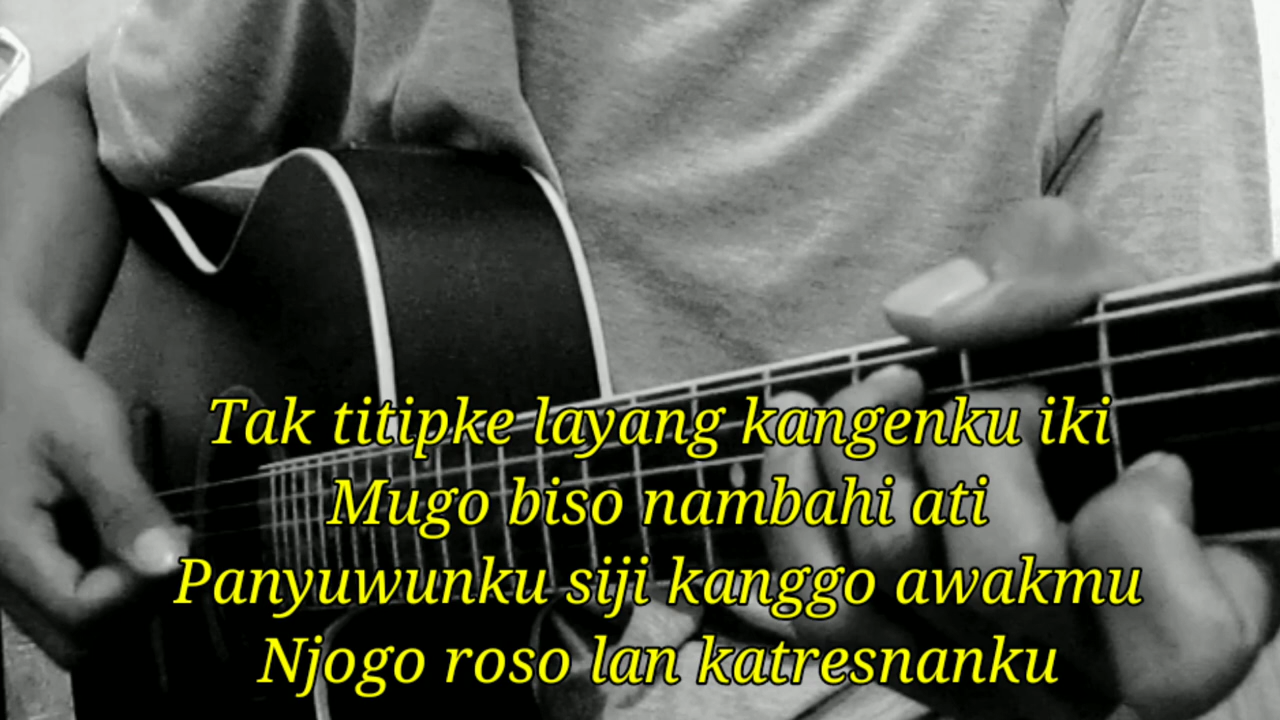 Tak titipke layang kangenku iki
Mugo biso nambahi ati
Panyuwunku siji kanggo awakmu
Njogo roso lan katresnanku